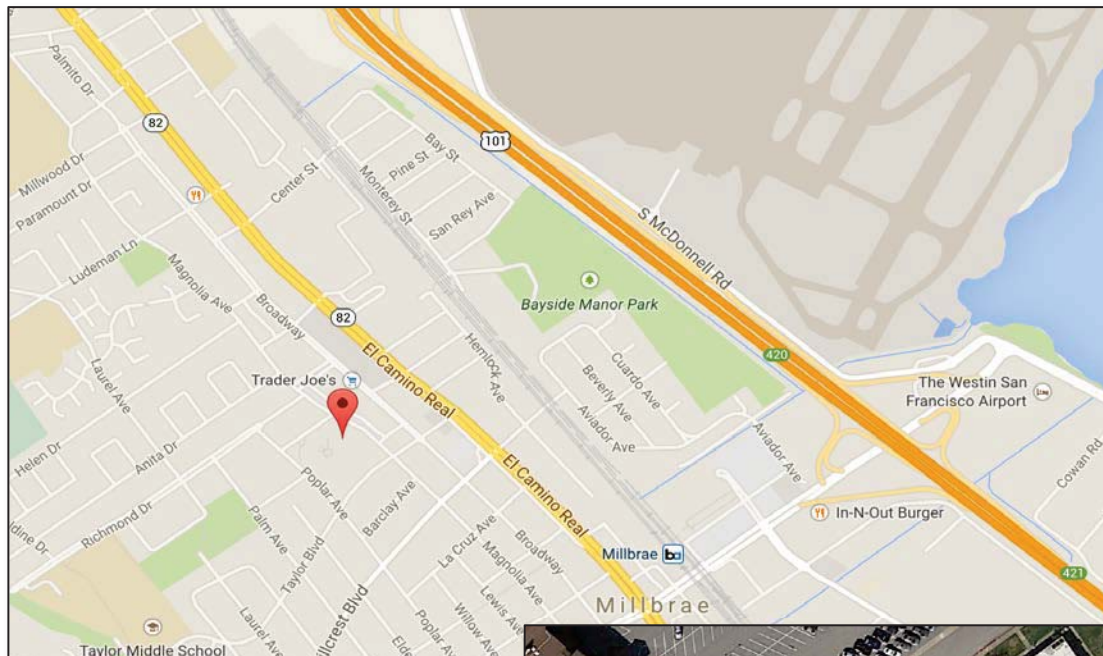 Palmito Dr
82
101
Bay St
Pine St
Center St
Monterey St
Millwood Dr
Paramount Dr
San Rey Ave
S McDonnell Rd
Ludeman Ln
Magnolia Ave
Broadway
Bayside Manor Park
82
El Camino Real
Hemlock Ave
420
Trader Joe's
Cuardo Ave
Beverly Ave
The Westin San
Francisco Airport
Laurel Ave
Aviador Ave
Aviador Ave
Helen Dr
Anita Dr
El Camino Real
Cowan Rd
Poplar Ave
Barclay Ave
Richmond Dr
In-N-Out Burger
dine Dr
Palm Ave
La Cruz Ave
Broadway
Millbrae
Taylor Blvd
Magnolia Ave
421
llcrest Blvd
Lewis Ave
Millbrae
Willow Ave
Laurel Ave
Poplar Ave
Elde
Taylor Middle School